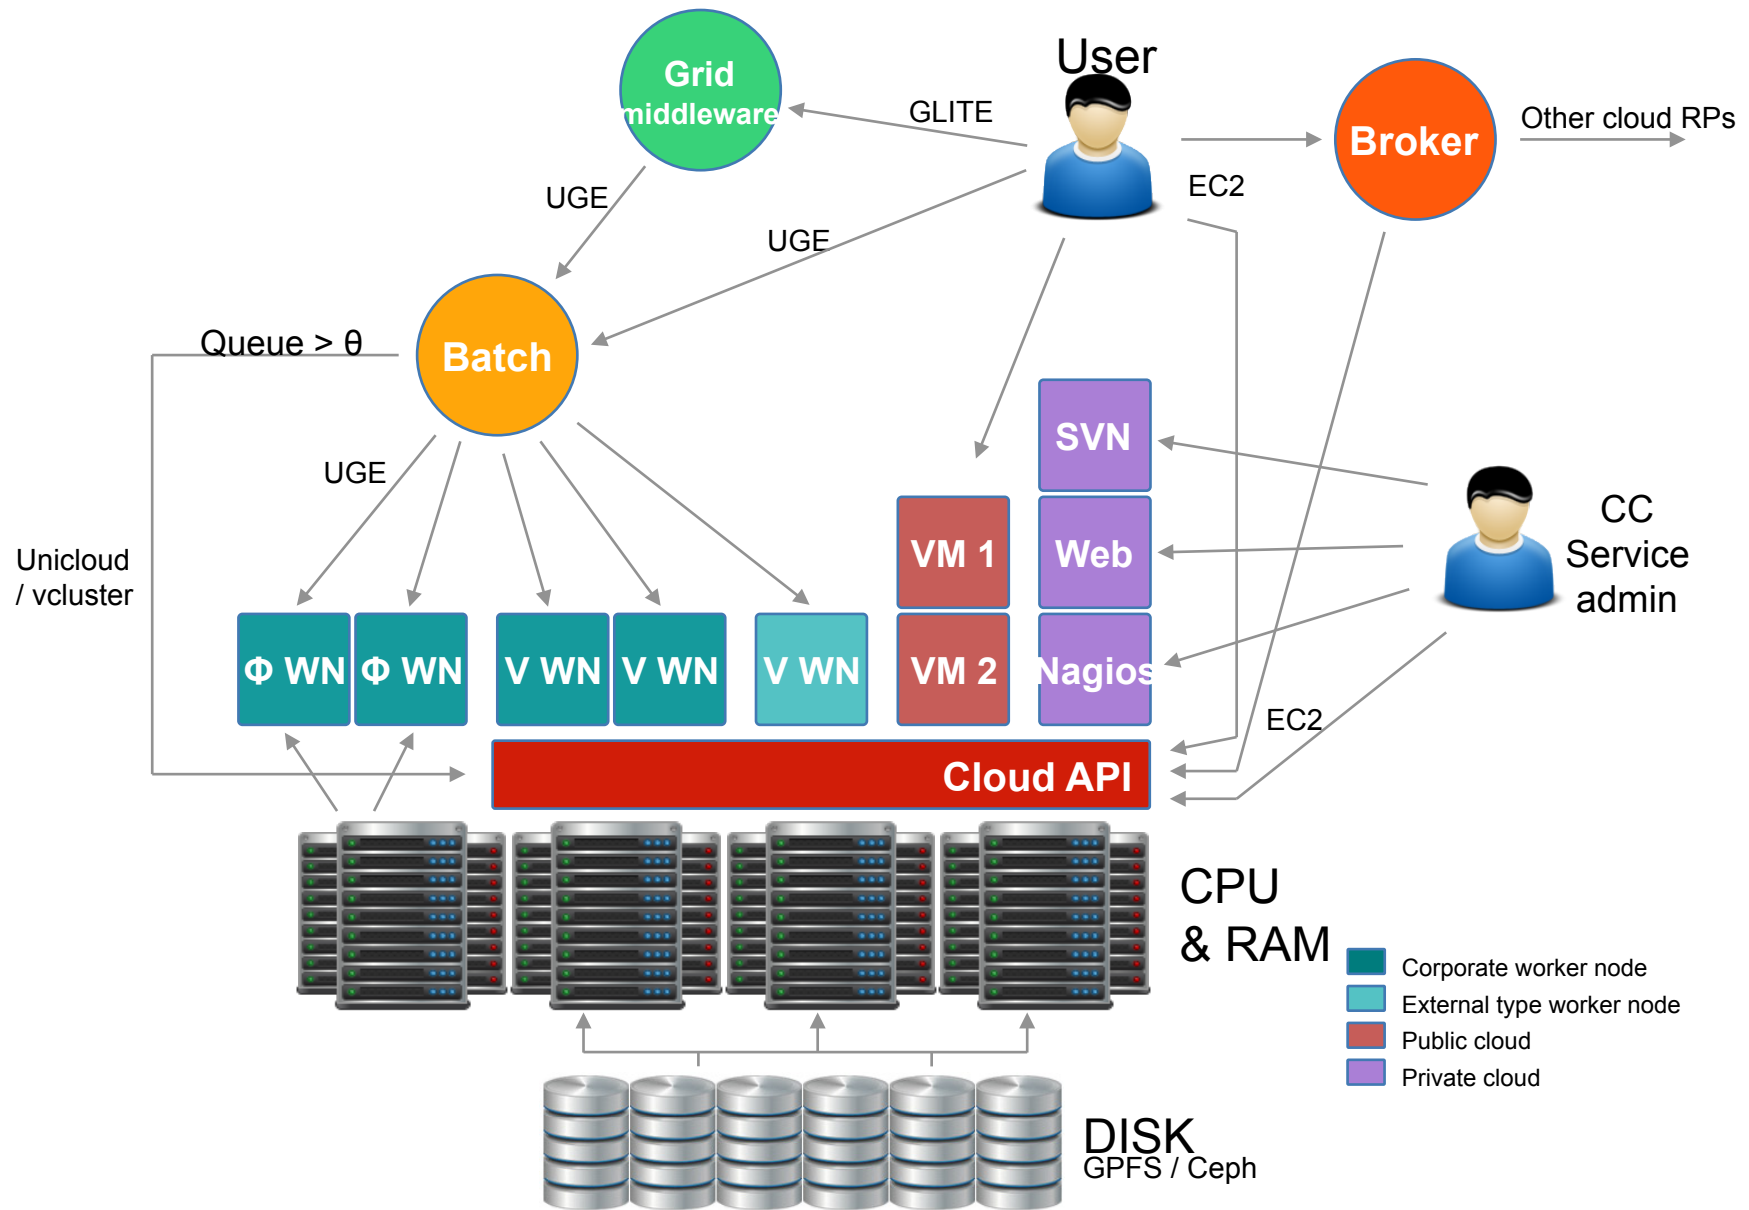 User
Grid
middleware
GLITE
Broker
Other cloud RPs
UGE
EC2
UGE
Queue > θ
Batch
UGE
SVN
CC
Service
admin
Unicloud
/ vcluster
VM 1
Web
Φ WN
Φ WN
V WN
V WN
V WN
VM 2
Nagios
EC2
Cloud API
CPU
& RAM
Corporate worker node
External type worker node
Public cloud
Private cloud
DISK
GPFS / Ceph